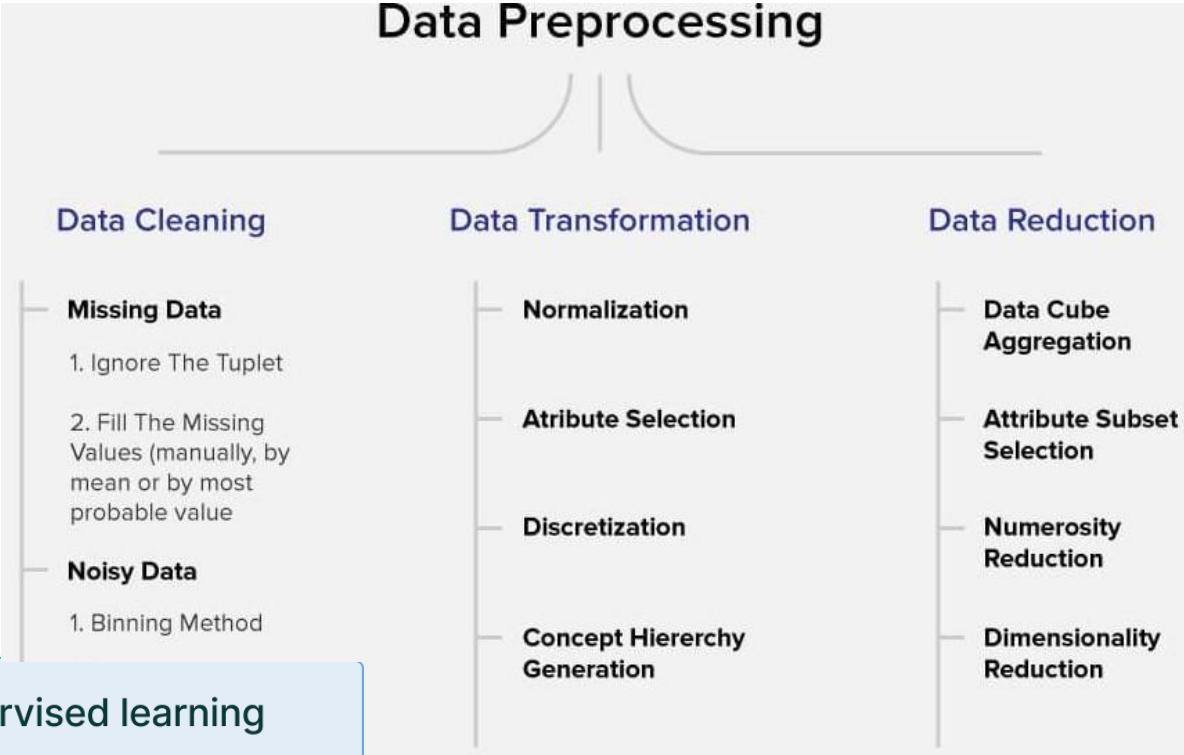 Data Preprocessing
Data Cleaning
Missing Data
1. Ignore The Tuplet
2. Fill The Missing
Values (manually, by
mean or by most
probable value
Noisy Data
1. Binning Method
Data Transformation
Normalization
Atribute Selection
Discretization
Concept Hiererchy
Generation
Data Reduction
Data Cube
Aggregation
Attribute Subset
Selection
Numerosity
Reduction
Dimensionality
Reduction
rvised learning